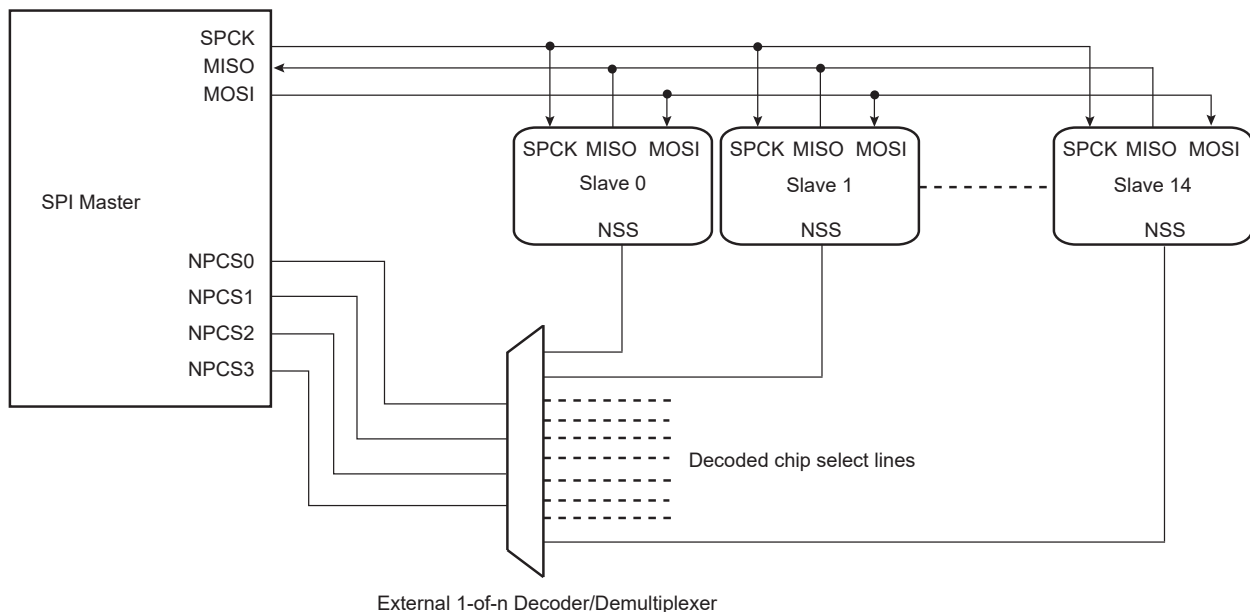 SPCK
MISO
MOSI
SPI Master
NPCS0
NPCS1
NPCS2
NPCS3
SPCK MISO MOSI
Slave 0
NSS
SPCK MISO MOSI
Slave 1
NSS
SPCK MISO MOSI
Slave 14
NSS
Decoded chip select lines
External 1-of-n Decoder/Demultiplexer